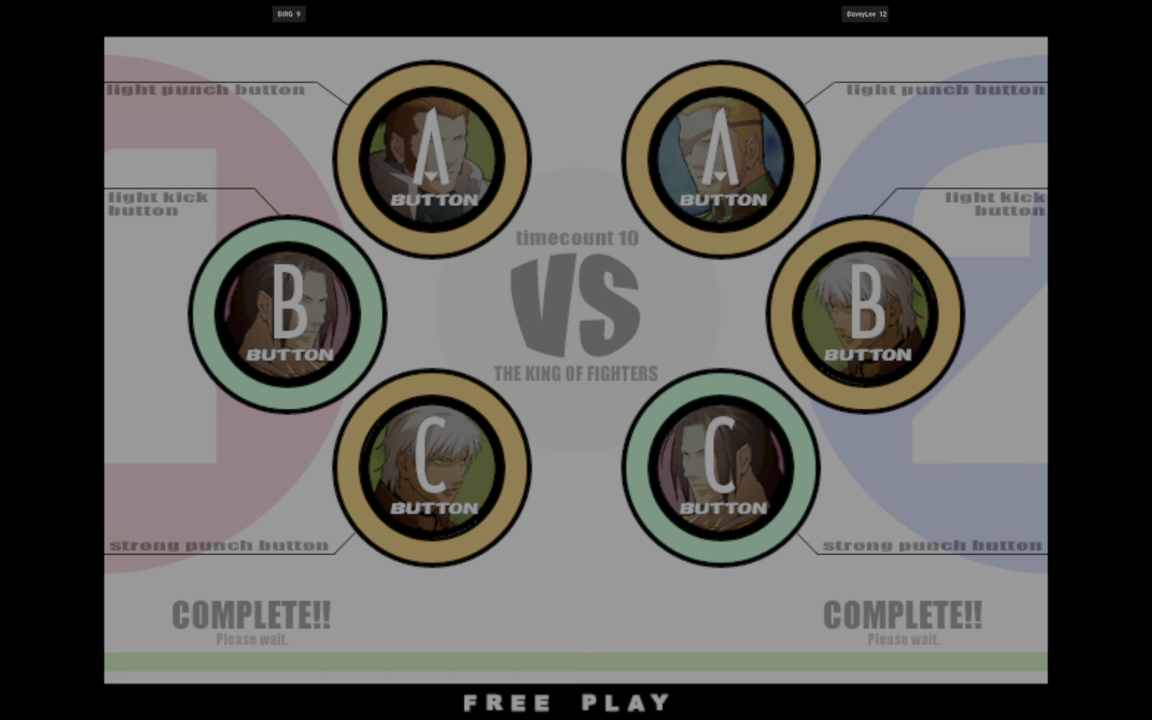 DIRG 9
DaveyLee 12
light punch button
light punch button
A
BUTTON
A
BUTTON
light kick
button
light kick
button
timecount 10
VS
THE KING OF FIGHTERS
B
BUTTON
B
BUTTON
C
BUTTON
C
BUTTON
strong punch button
strong punch button
COMPLETE!!
Please wait.
COMPLETE!!
Please wait.
FREE PLAY
1
2